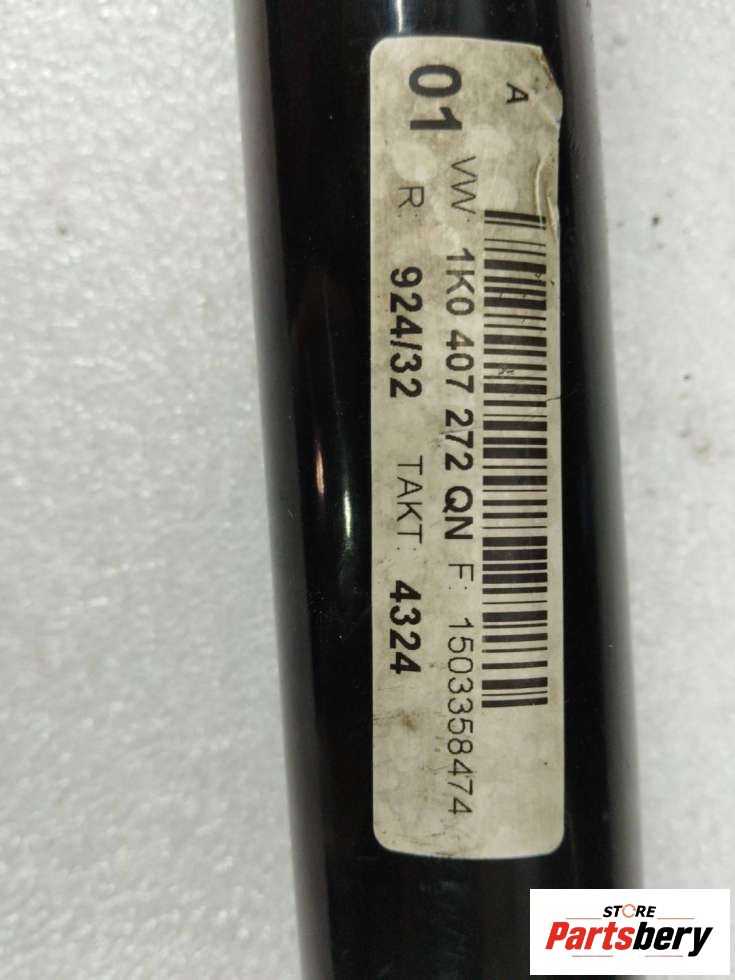 A
VW: 1K0 407 272 QN F: 1503358474
01 R: 924/32 TAKT: 4324
STORE
Partsbery